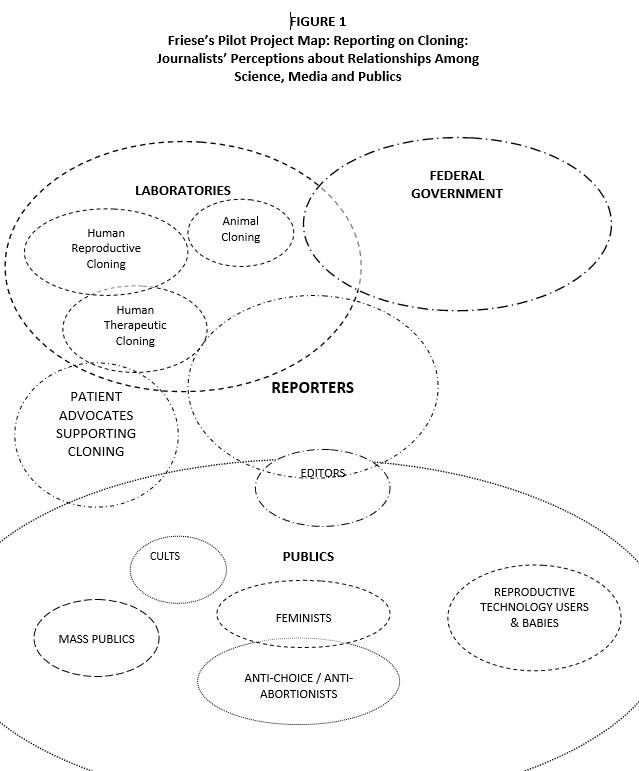 FIGURE 1
Friese's Pilot Project Map: Reporting on Cloning:
Journalists' Perceptions about Relationships Among
Science, Media and Publics
LABORATORIES
FEDERAL
GOVERNMENT
Human
Reproductive
Cloning
Animal
Cloning
Human
Therapeutic
Cloning
REPORTERS
PATIENT
ADVOCATES
SUPPORTING
CLONING
EDITORS
PUBLICS
CULTS
FEMINISTS
REPRODUCTIVE
TECHNOLOGY USERS
& BABIES
MASS PUBLICS
ANTI-CHOICE / ANTI-
ABORTIONISTS